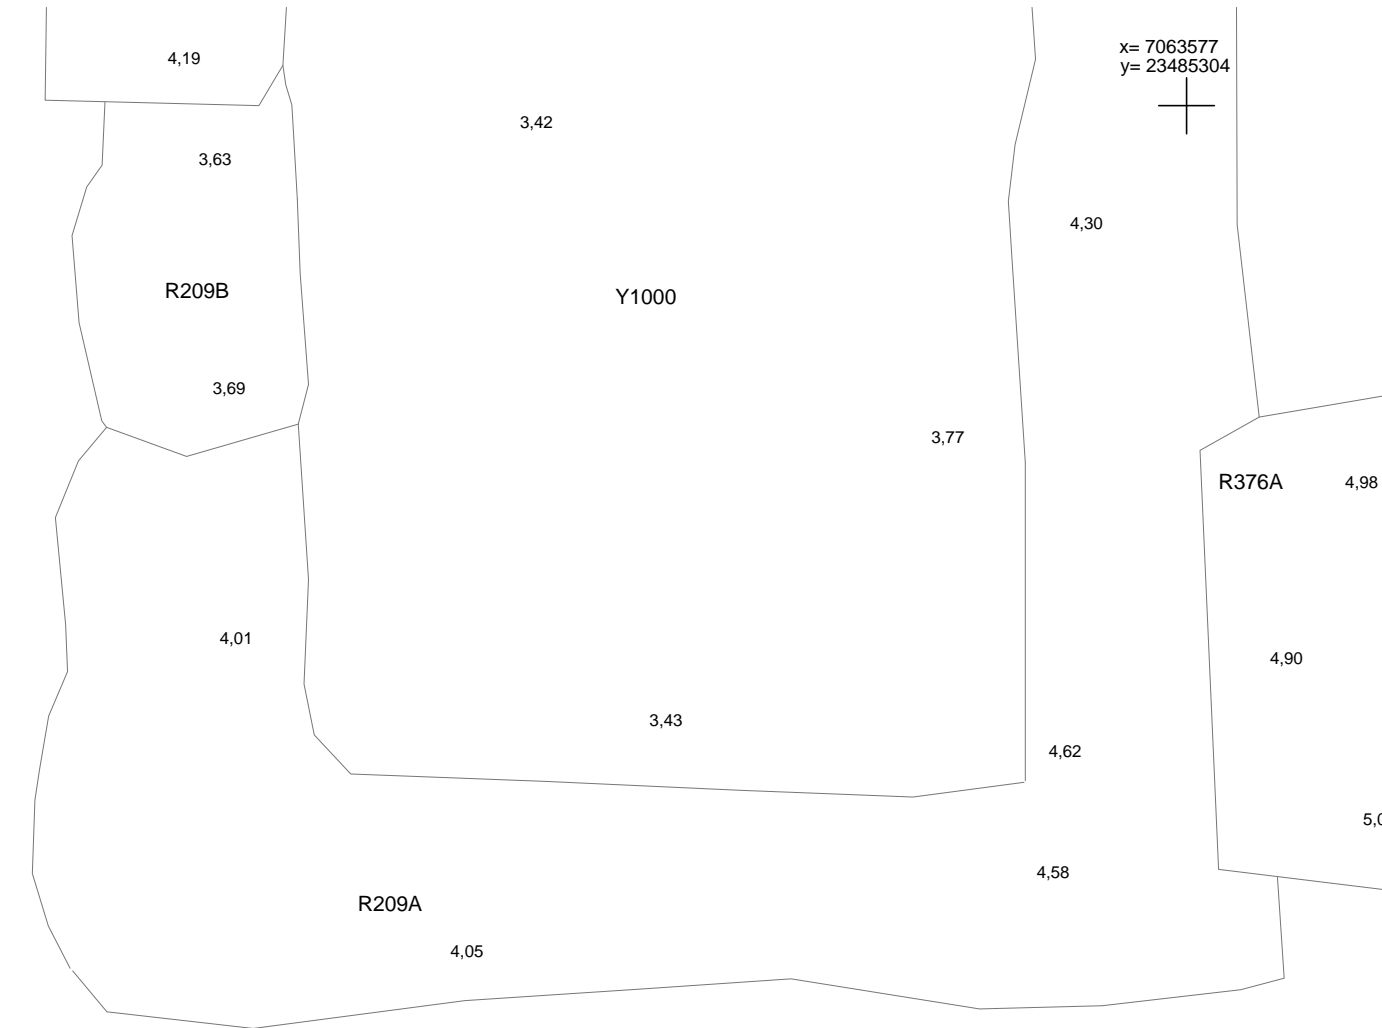 x= 7063577
y= 23485304
4,19
3,42
3,63
4,30
R209B
Y1000
3,69
3,77
R376A
4,98
4,01
4,90
3,43
4,62
4,58
R209A
4,05